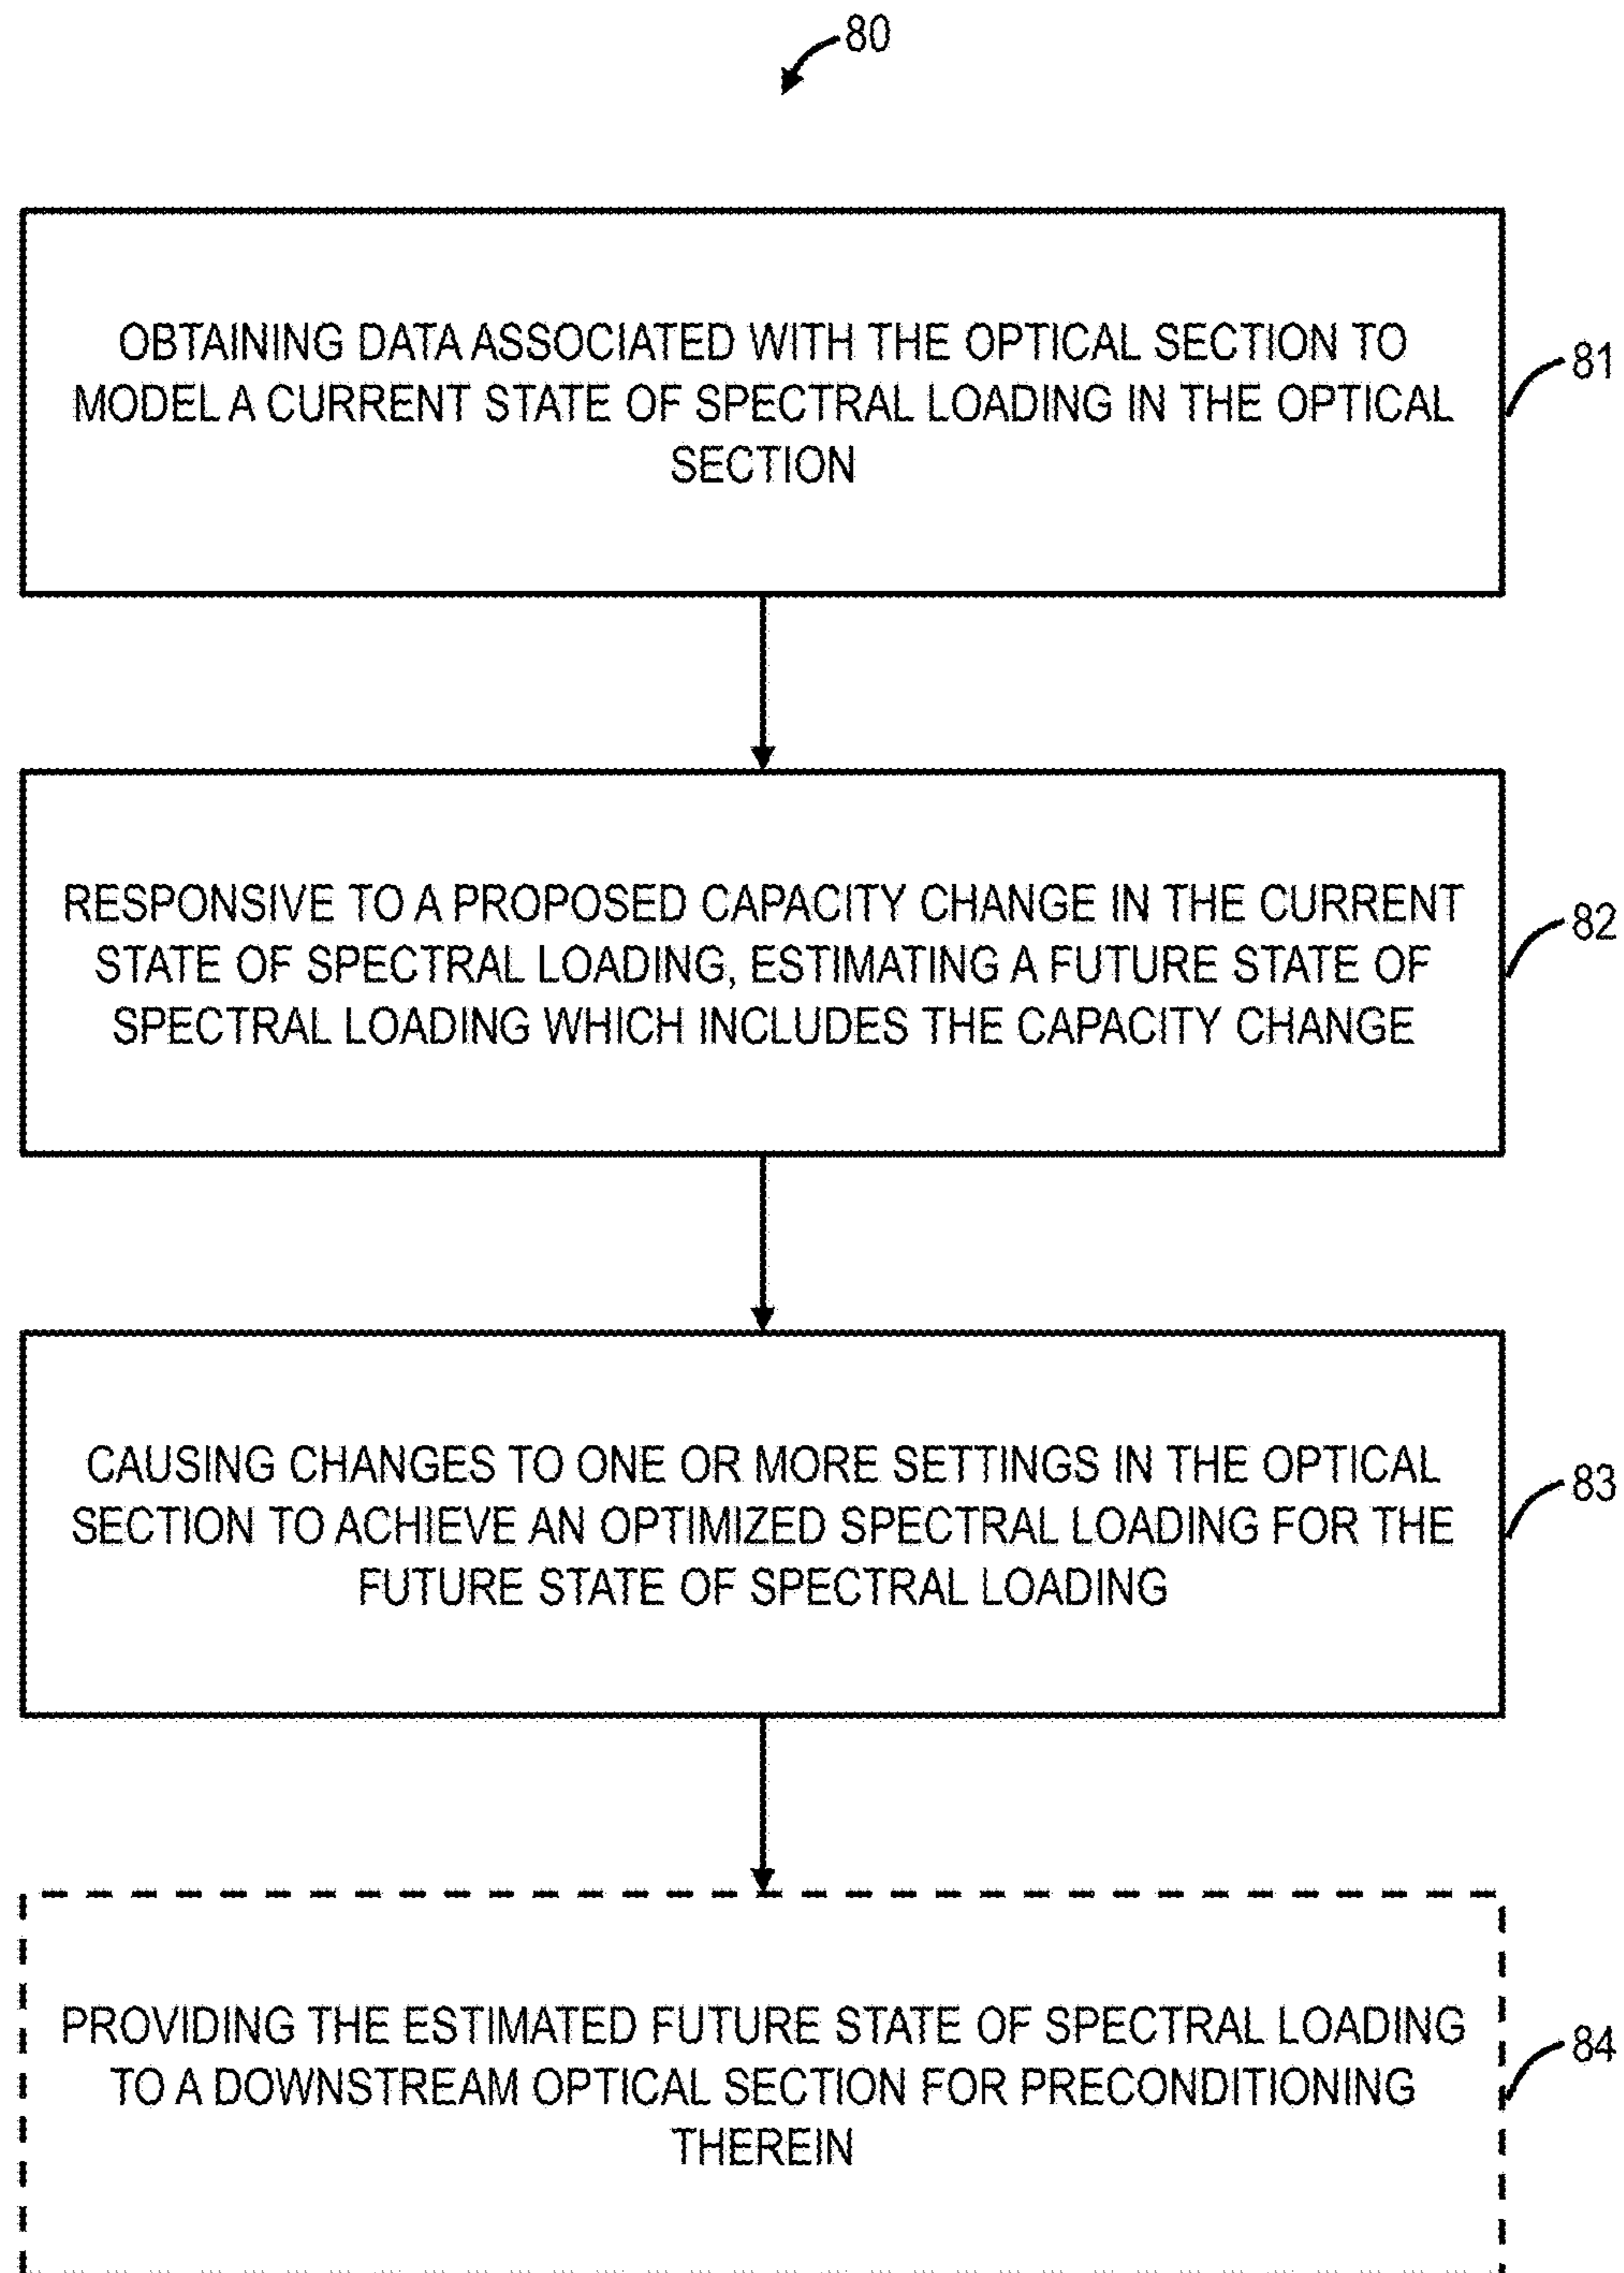 80
OBTAINING DATA ASSOCIATED WITH THE OPTICAL SECTION TO
MODEL A CURRENT STATE OF SPECTRAL LOADING IN THE OPTICAL
SECTION
81
RESPONSIVE TO A PROPOSED CAPACITY CHANGE IN THE CURRENT
STATE OF SPECTRAL LOADING, ESTIMATING A FUTURE STATE OF
SPECTRAL LOADING WHICH INCLUDES THE CAPACITY CHANGE
82
CAUSING CHANGES TO ONE OR MORE SETTINGS IN THE OPTICAL
SECTION TO ACHIEVE AN OPTIMIZED SPECTRAL LOADING FOR THE
FUTURE STATE OF SPECTRAL LOADING
83
PROVIDING THE ESTIMATED FUTURE STATE OF SPECTRAL LOADING
TO A DOWNSTREAM OPTICAL SECTION FOR PRECONDITIONING
THEREIN
84